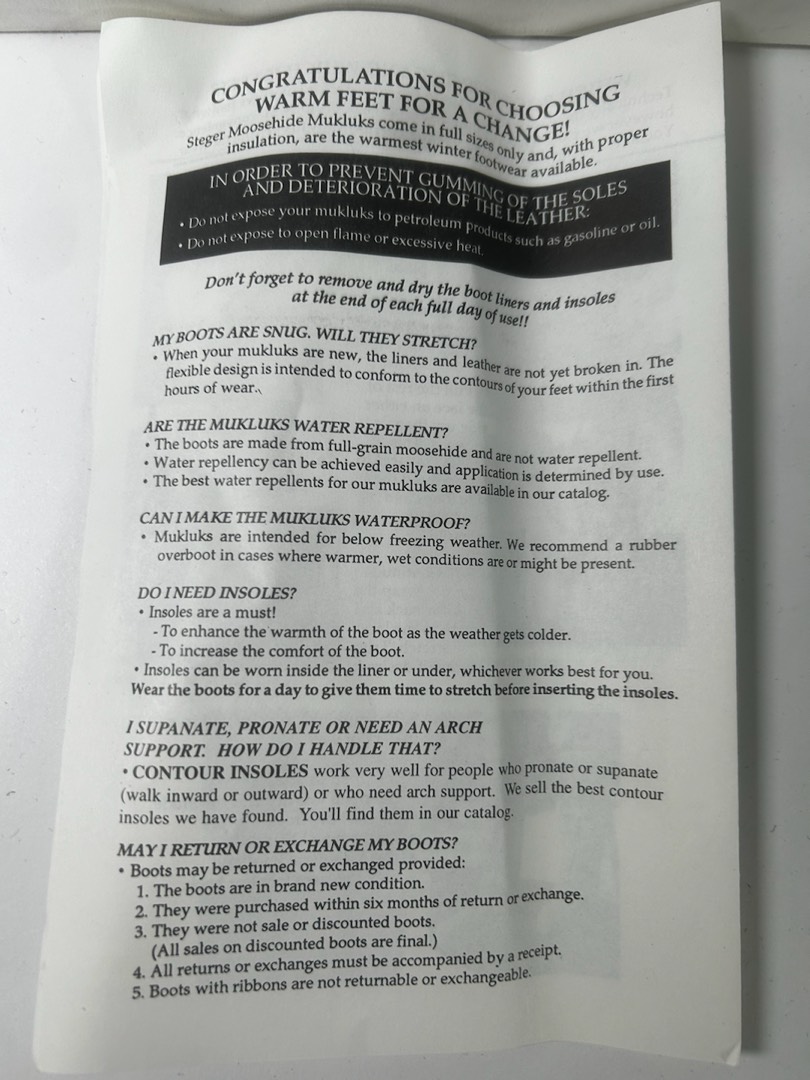 CONGRATULATIONS FOR CHOOSING
WARM FEET FOR A CHANGE!
Steger Moosehide Mukluks come in full sizes only and, with proper
insulation, are the warmest winter footwear available.
IN ORDER TO PREVENT GUMMING OF THE SOLES
AND DETERIORATION OF THE LEATHER:
• Do not expose your mukluks to petroleum products such as gasoline or oil.
• Do not expose to open flame or excessive heat.
Don't forget to remove and dry the boot liners and insoles
at the end of each full day of use!!
MY BOOTS ARE SNUG. WILL THEY STRETCH?
• When your mukluks are new, the liners and leather are not yet broken in. The
flexible design is intended to conform to the contours of your feet within the first
hours of wear.
ARE THE MUKLUKS WATER REPELLENT?
• The boots are made from full-grain moosehide and are not water repellent.
• Water repellency can be achieved easily and application is determined by use.
• The best water repellents for our mukluks are available in our catalog.
CAN I MAKE THE MUKLUKS WATERPROOF?
• Mukluks are intended for below freezing weather. We recommend a rubber
overboot in cases where warmer, wet conditions are or might be present.
DO I NEED INSOLES?
• Insoles are a must!
- To enhance the warmth of the boot as the weather gets colder.
- To increase the comfort of the boot.
• Insoles can be worn inside the liner or under, whichever works best for you.
Wear the boots for a day to give them time to stretch before inserting the insoles.
I SUPANATE, PRONATE OR NEED AN ARCH
SUPPORT. HOW DO I HANDLE THAT?
• CONTOUR INSOLES work very well for people who pronate or supanate
(walk inward or outward) or who need arch support. We sell the best contour
insoles we have found. You'll find them in our catalog.
MAY I RETURN OR EXCHANGE MY BOOTS?
• Boots may be returned or exchanged provided:
1. The boots are in brand new condition.
2. They were purchased within six months of return or exchange.
3. They were not sale or discounted boots.
(All sales on discounted boots are final.)
4. All returns or exchanges must be accompanied by a receipt.
5. Boots with ribbons are not returnable or exchangeable.